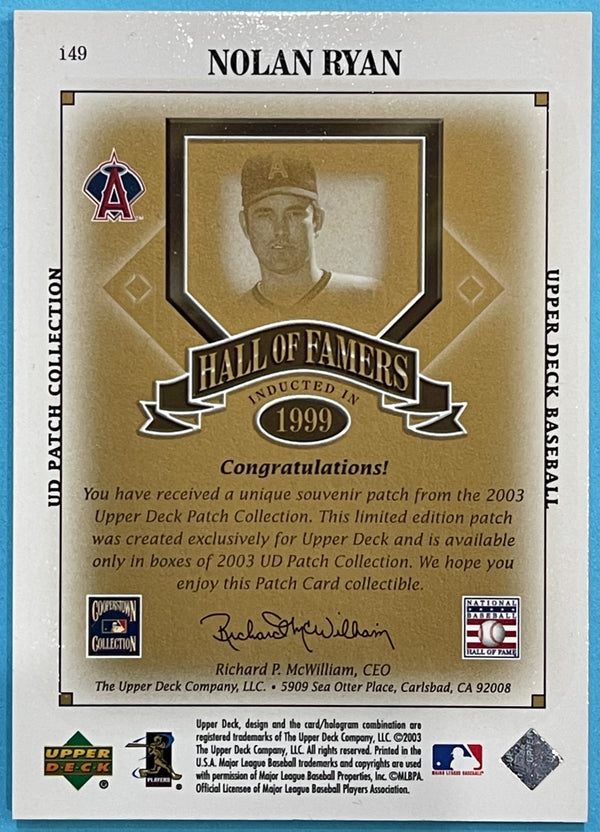 149
NOLAN RYAN
A
A
UD PATCH COLLECTION
UPPER DECK BASEBALL
HALL OF FAMERS
INDUCTED IN
1999
Congratulations!
You have received a unique souvenir patch from the 2003
Upper Deck Patch Collection. This limited edition patch
was created exclusively for Upper Deck and is available
only in boxes of 2003 UD Patch Collection. We hope you
enjoy this Patch Card collectible.
COOPERSTOWN
COLLECTION
Richard P. McWilliam
NATIONAL
BASEBALL
HALL OF FAME
Richard P. McWilliam, CEO
The Upper Deck Company, LLC. • 5909 Sea Otter Place, Carlsbad, CA 92008
Upper Deck, design and the card/hologram combination are
registered trademarks of The Upper Deck Company, LLC. ©2003
The Upper Deck Company, LLC. All rights reserved. Printed in the
U.S.A. Major League Baseball trademarks and copyrights are used
with permission of Major League Baseball Properties, Inc. ©MLBPA.
Official Licensee of Major League Baseball Players Association.
UPPER
DECK
®
PLAYERS
MAJOR LEAGUE BASEBALL